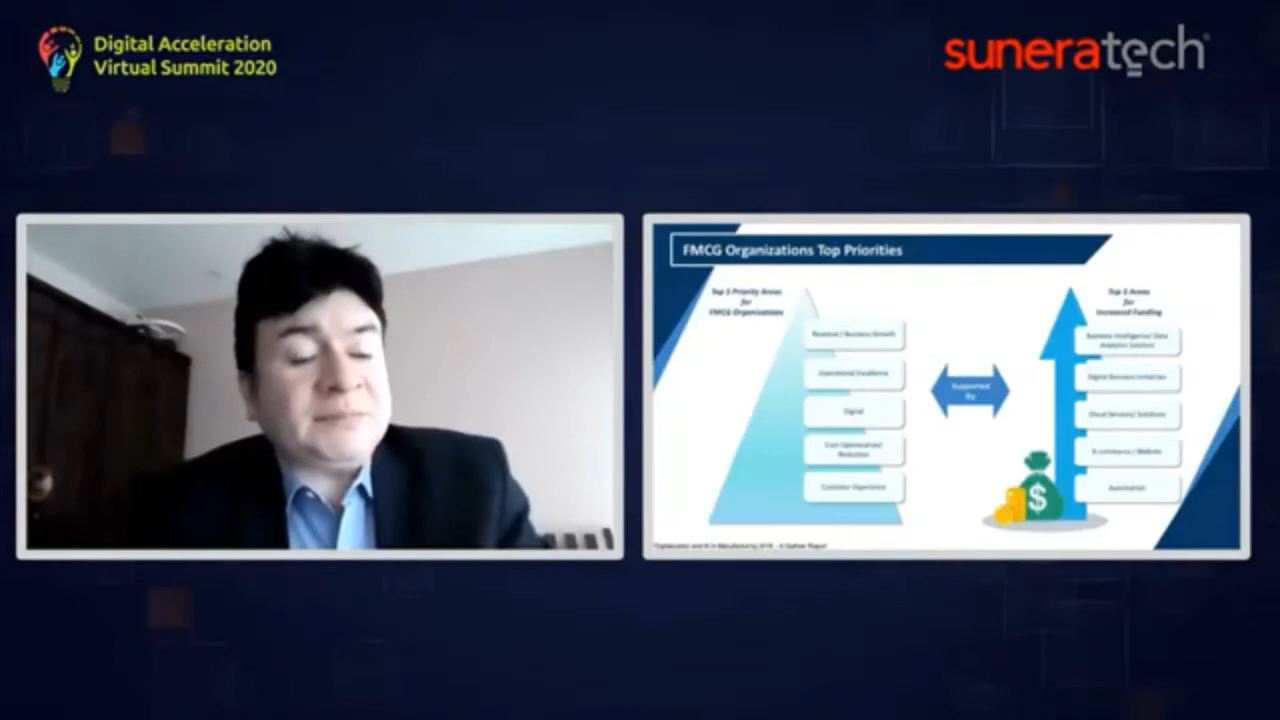 Digital Acceleration
Virtual Summit 2020
suneratech
FMCG Organizations Top Priorities
Top 5 Priority Areas
for
FMCG Organizations
Revenue / Business Growth
Operational Excellence
Digital
Cost Optimization/
Reduction
Customer Experience
Supported
By
Top 5 Areas
for
Increased Funding
Business Intelligence/ Data
Analytics Solution
Digital Business Initiatives
Cloud Services/ Solutions
E-commerce / Website
Automation
$